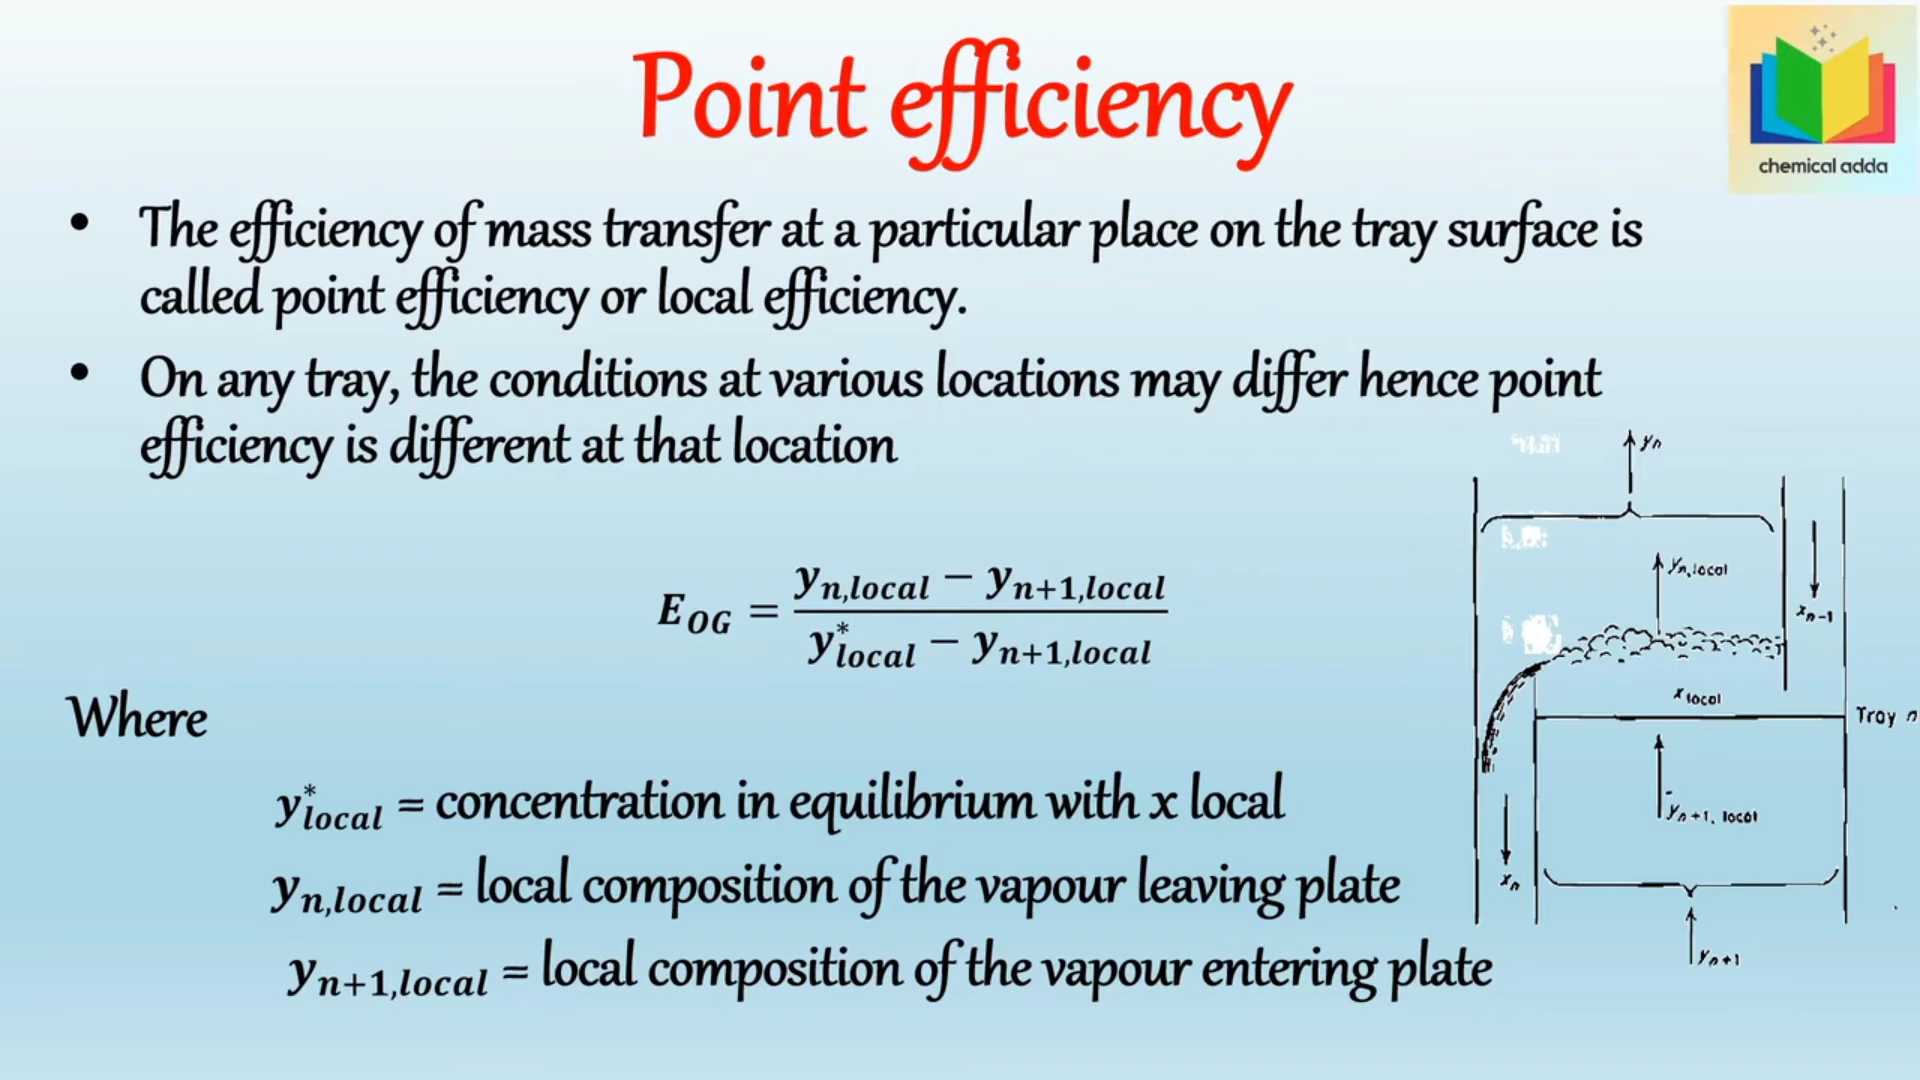 Point efficiency
chemical adda
• The efficiency of mass transfer at a particular place on the tray surface is
called point efficiency or local efficiency.
• On any tray, the conditions at various locations may differ hence point
efficiency is different at that location
E_OG = (y_n,local − y_n+1,local) / (y*_local − y_n+1,local)
Where
y*_local = concentration in equilibrium with x local
y_n,local = local composition of the vapour leaving plate
y_n+1,local = local composition of the vapour entering plate
y_n
y_n,local
x_n-1
x_local
Tray n
y_n+1, local
x_n
y_n+1